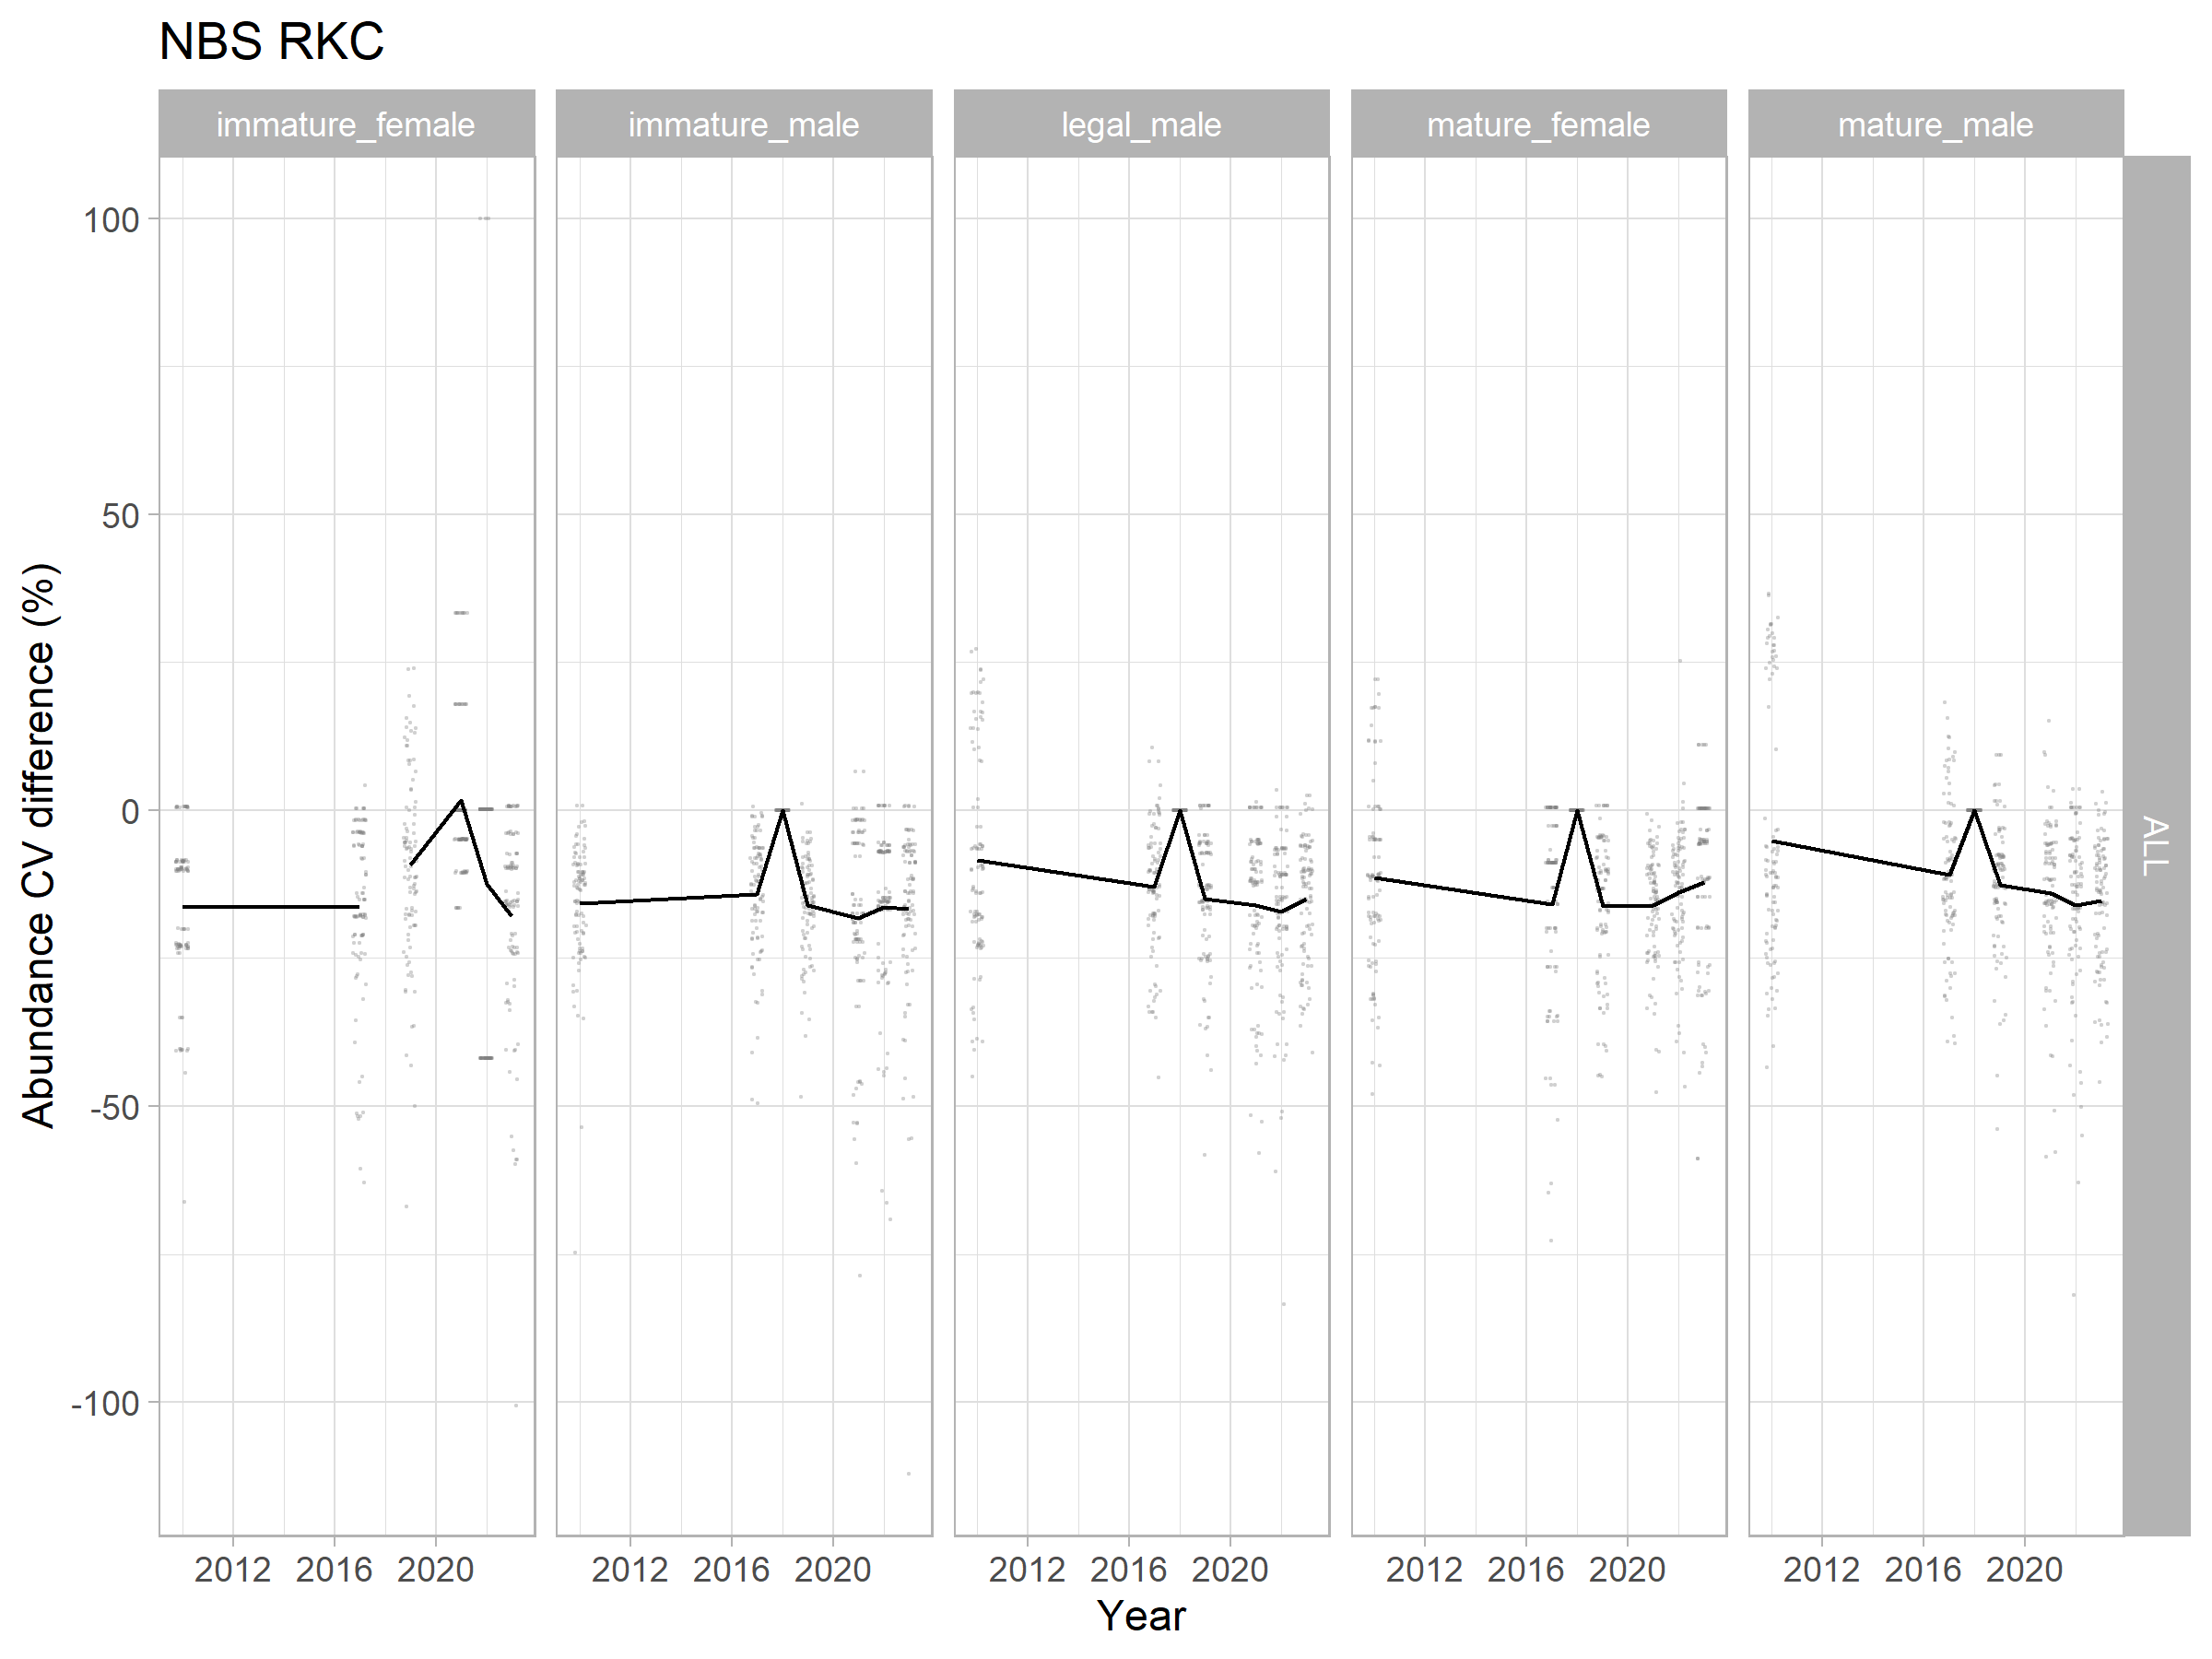 NBS RKC
immature_female immature_male legal_male mature_female mature_male
ALL
Abundance CV difference (%)
100
50
0
-50
-100
2012 2016 2020 2012 2016 2020 2012 2016 2020 2012 2016 2020 2012 2016 2020
Year